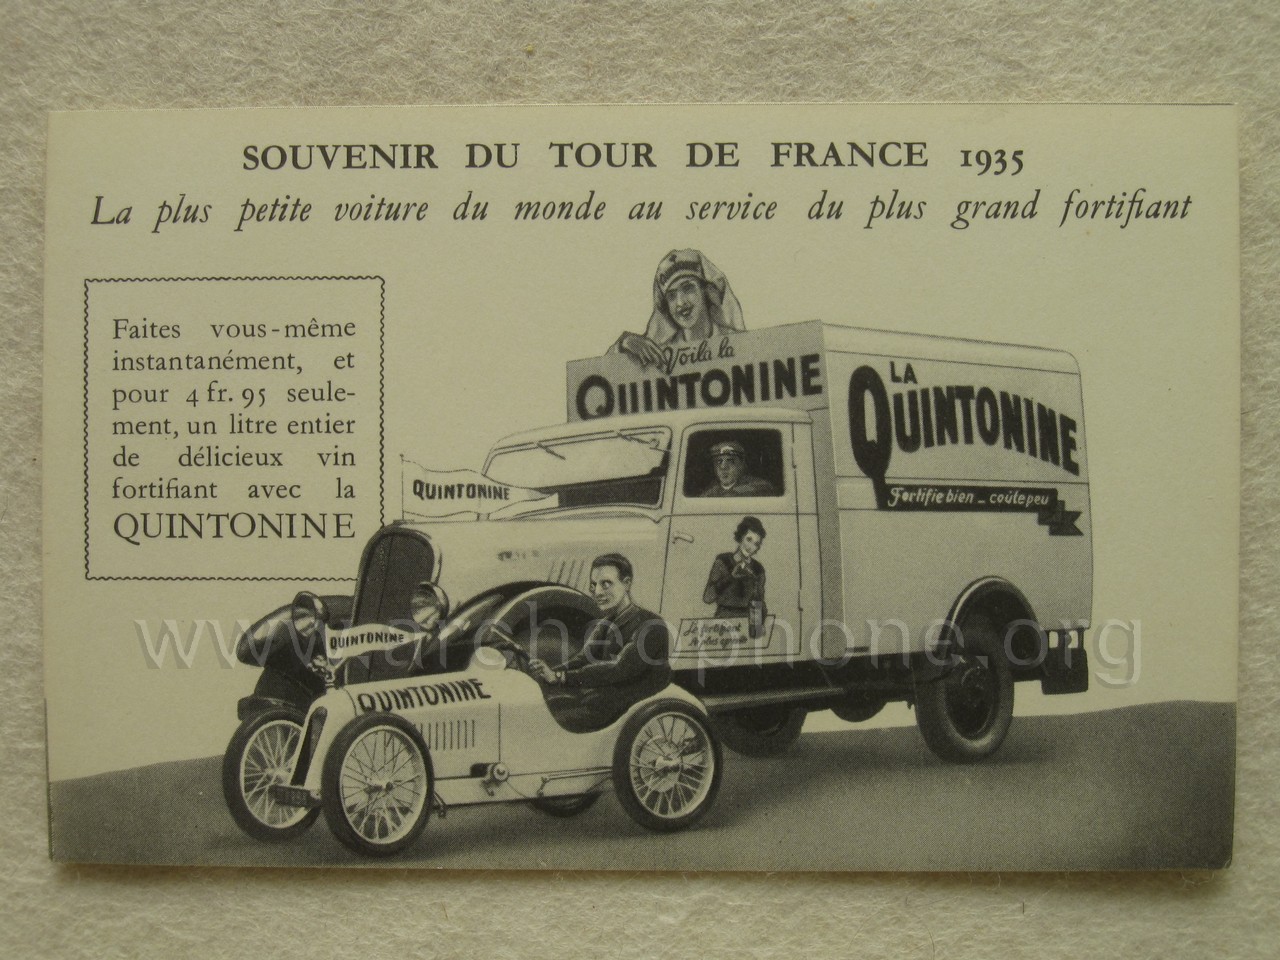 SOUVENIR DU TOUR DE FRANCE 1935
La plus petite voiture du monde au service du plus grand fortifiant
Faites vous-même
instantanément, et
pour 4 fr. 95 seule-
ment, un litre entier
de délicieux vin
fortifiant avec la
QUINTONINE
Voilà la
QUINTONINE
LA
QUINTONINE
Fortifie bien _ coûte peu
QUINTONINE
Le fortifiant
QUINTONINE
QUINTONINE
www.archeophone.org